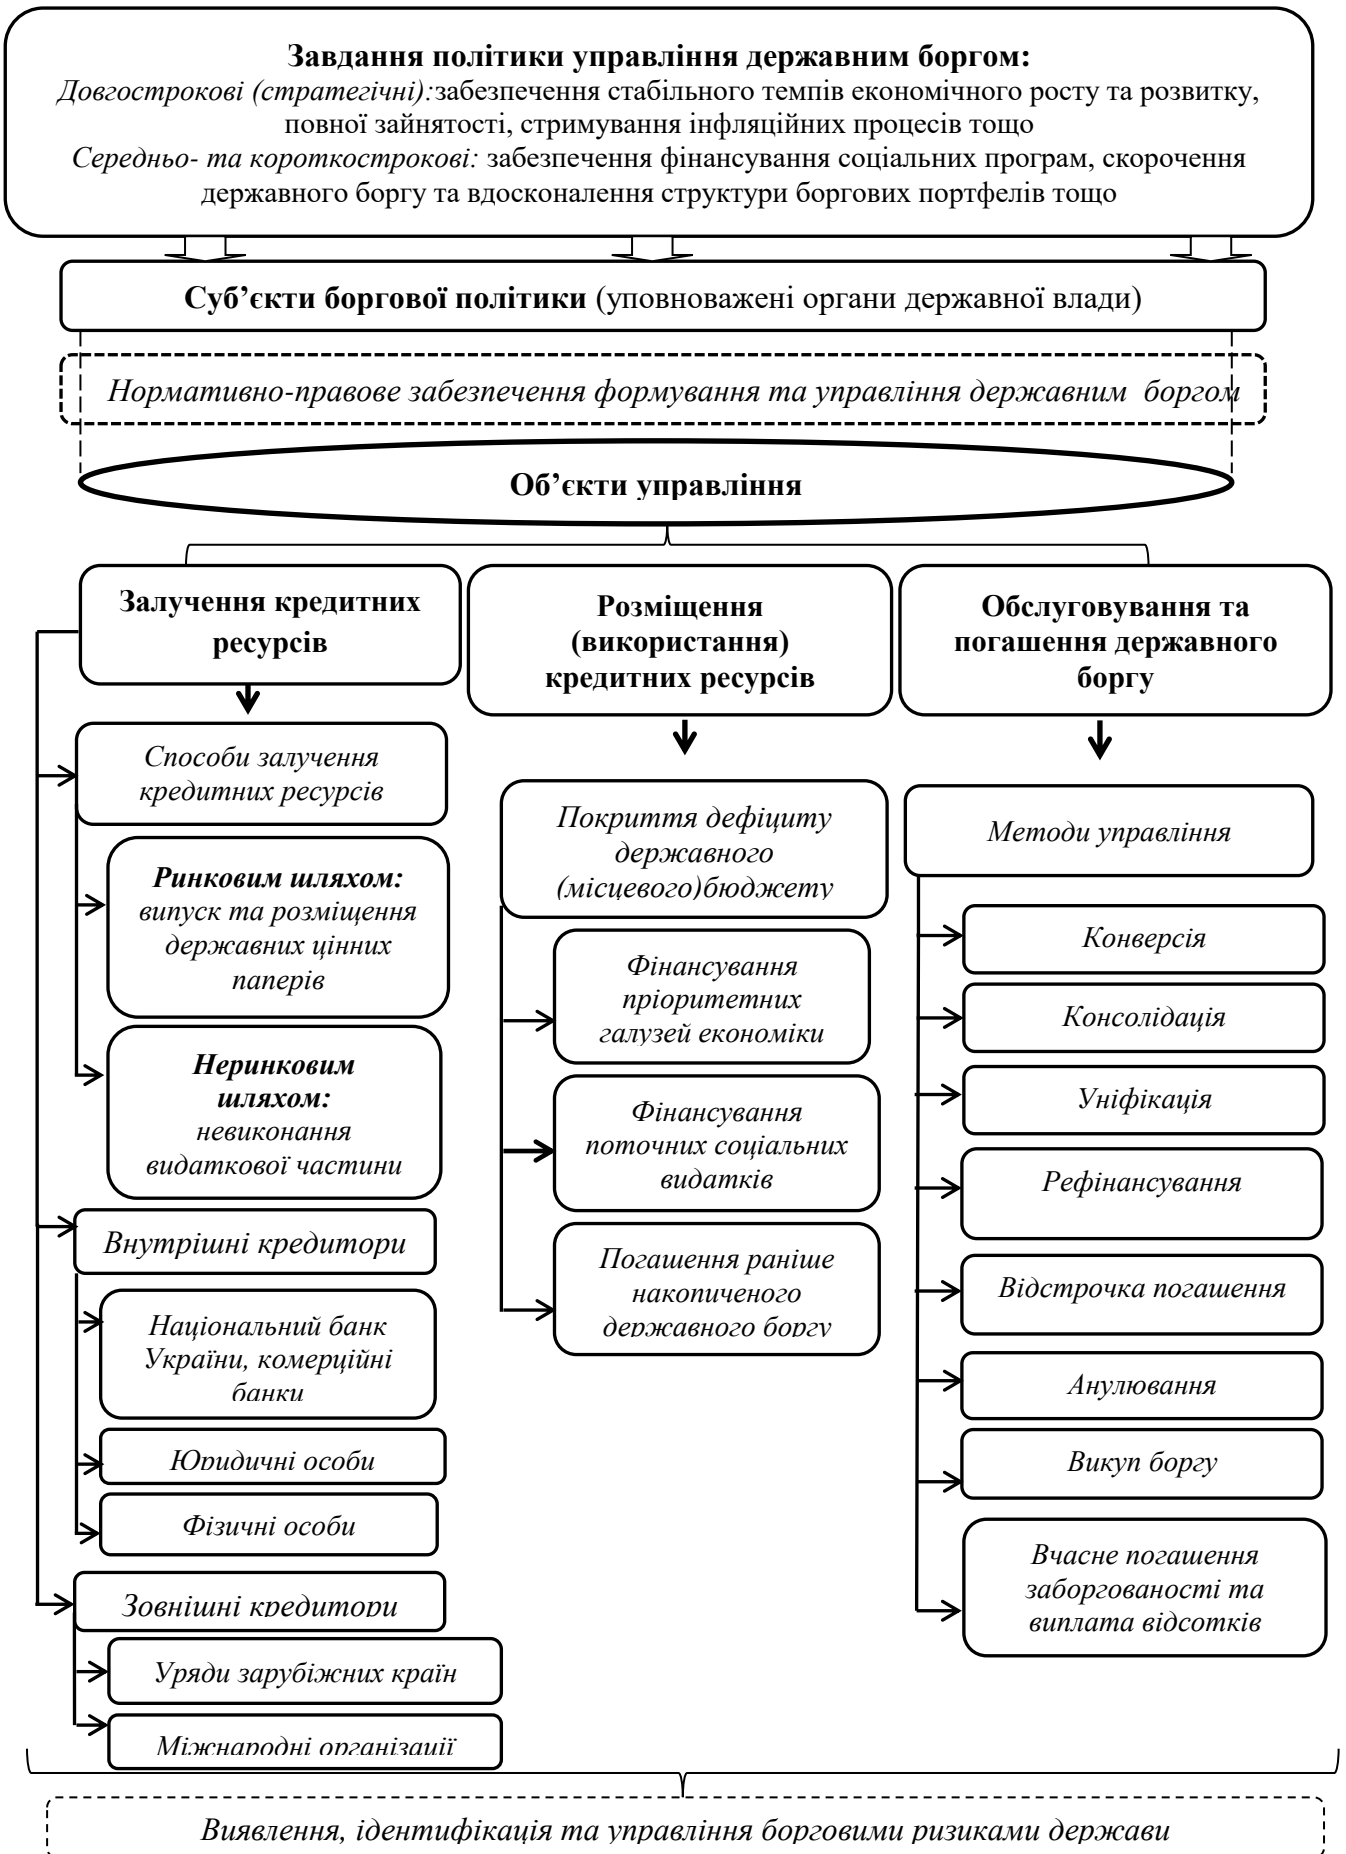 Завдання політики управління державним боргом:
Довгострокові (стратегічні):забезпечення стабільного темпів економічного росту та розвитку,
повної зайнятості, стримування інфляційних процесів тощо
Середньо- та короткострокові: забезпечення фінансування соціальних програм, скорочення
державного боргу та вдосконалення структури боргових портфелів тощо
Суб’єкти боргової політики (уповноважені органи державної влади)
Нормативно-правове забезпечення формування та управління державним боргом
Об’єкти управління
Залучення кредитних
ресурсів
Способи залучення
кредитних ресурсів
Ринковим шляхом:
випуск та розміщення
державних цінних
паперів
Неринковим
шляхом:
невиконання
видаткової частини
Внутрішні кредитори
Національний банк
України, комерційні
банки
Юридичні особи
Фізичні особи
Зовнішні кредитори
Уряди зарубіжних країн
Міжнародні організації
Розміщення
(використання)
кредитних ресурсів
Покриття дефіциту
державного
(місцевого)бюджету
Фінансування
пріоритетних
галузей економіки
Фінансування
поточних соціальних
видатків
Погашення раніше
накопиченого
державного боргу
Обслуговування та
погашення державного
боргу
Методи управління
Конверсія
Консолідація
Уніфікація
Рефінансування
Відстрочка погашення
Анулювання
Викуп боргу
Вчасне погашення
заборгованості та
виплата відсотків
Виявлення, ідентифікація та управління борговими ризиками держави